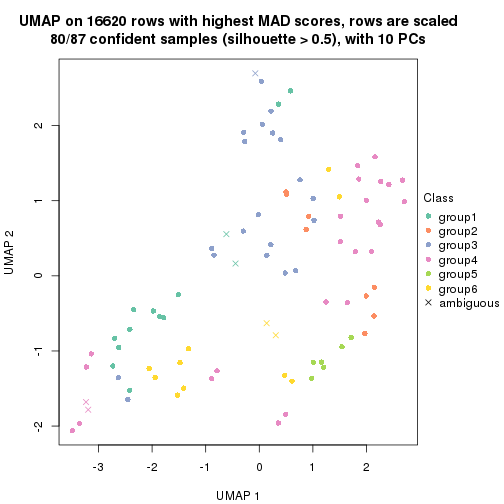 UMAP on 16620 rows with highest MAD scores, rows are scaled
80/87 confident samples (silhouette > 0.5), with 10 PCs
UMAP 2
2
1
0
-1
-2
-3
-2
-1
0
1
2
UMAP 1
Class
group1
group2
group3
group4
group5
group6
ambiguous